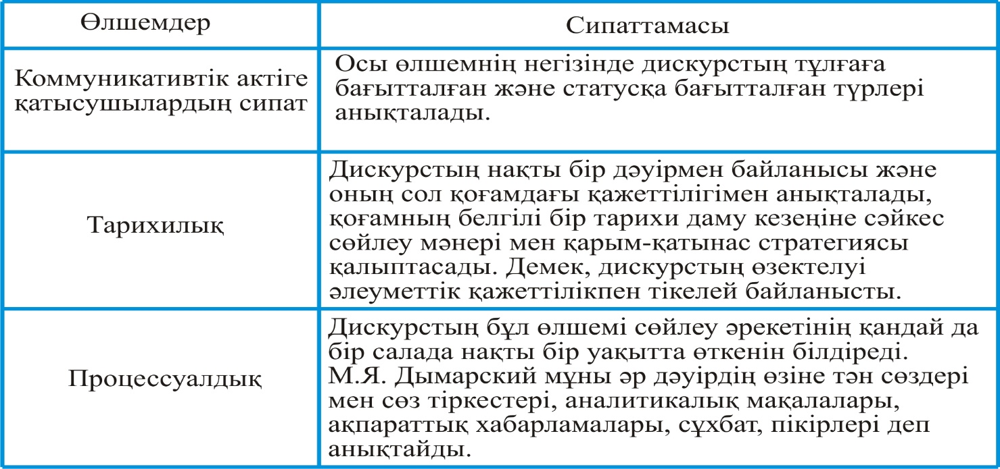 Өлшемдер
Сипаттамасы
Коммуникативтік актіге
қатысушылардың сипат
Осы өлшемнің негізінде дискурстың тұлғаға
бағытталған және статусқа бағытталған түрлері
анықталады.
Тарихилық
Дискурстың нақты бір дәуірмен байланысы және
оның сол қоғамдағы қажеттілігімен анықталады,
қоғамның белгілі бір тарихи даму кезеңіне сәйкес
сөйлеу мәнері мен қарым-қатынас стратегиясы
қалыптасады. Демек, дискурстың өзектелуі
әлеуметтік қажеттілікпен тікелей байланысты.
Процессуалдық
Дискурстың бұл өлшемі сөйлеу әрекетінің қандай да
бір салада нақты бір уақытта өткенін білдіреді.
М.Я. Дымарский мұны әр дәуірдің өзіне тән сөздері
мен сөз тіркестері, аналитикалық мақалалары,
ақпараттық хабарламалары, сұхбат, пікірлері деп
анықтайды.